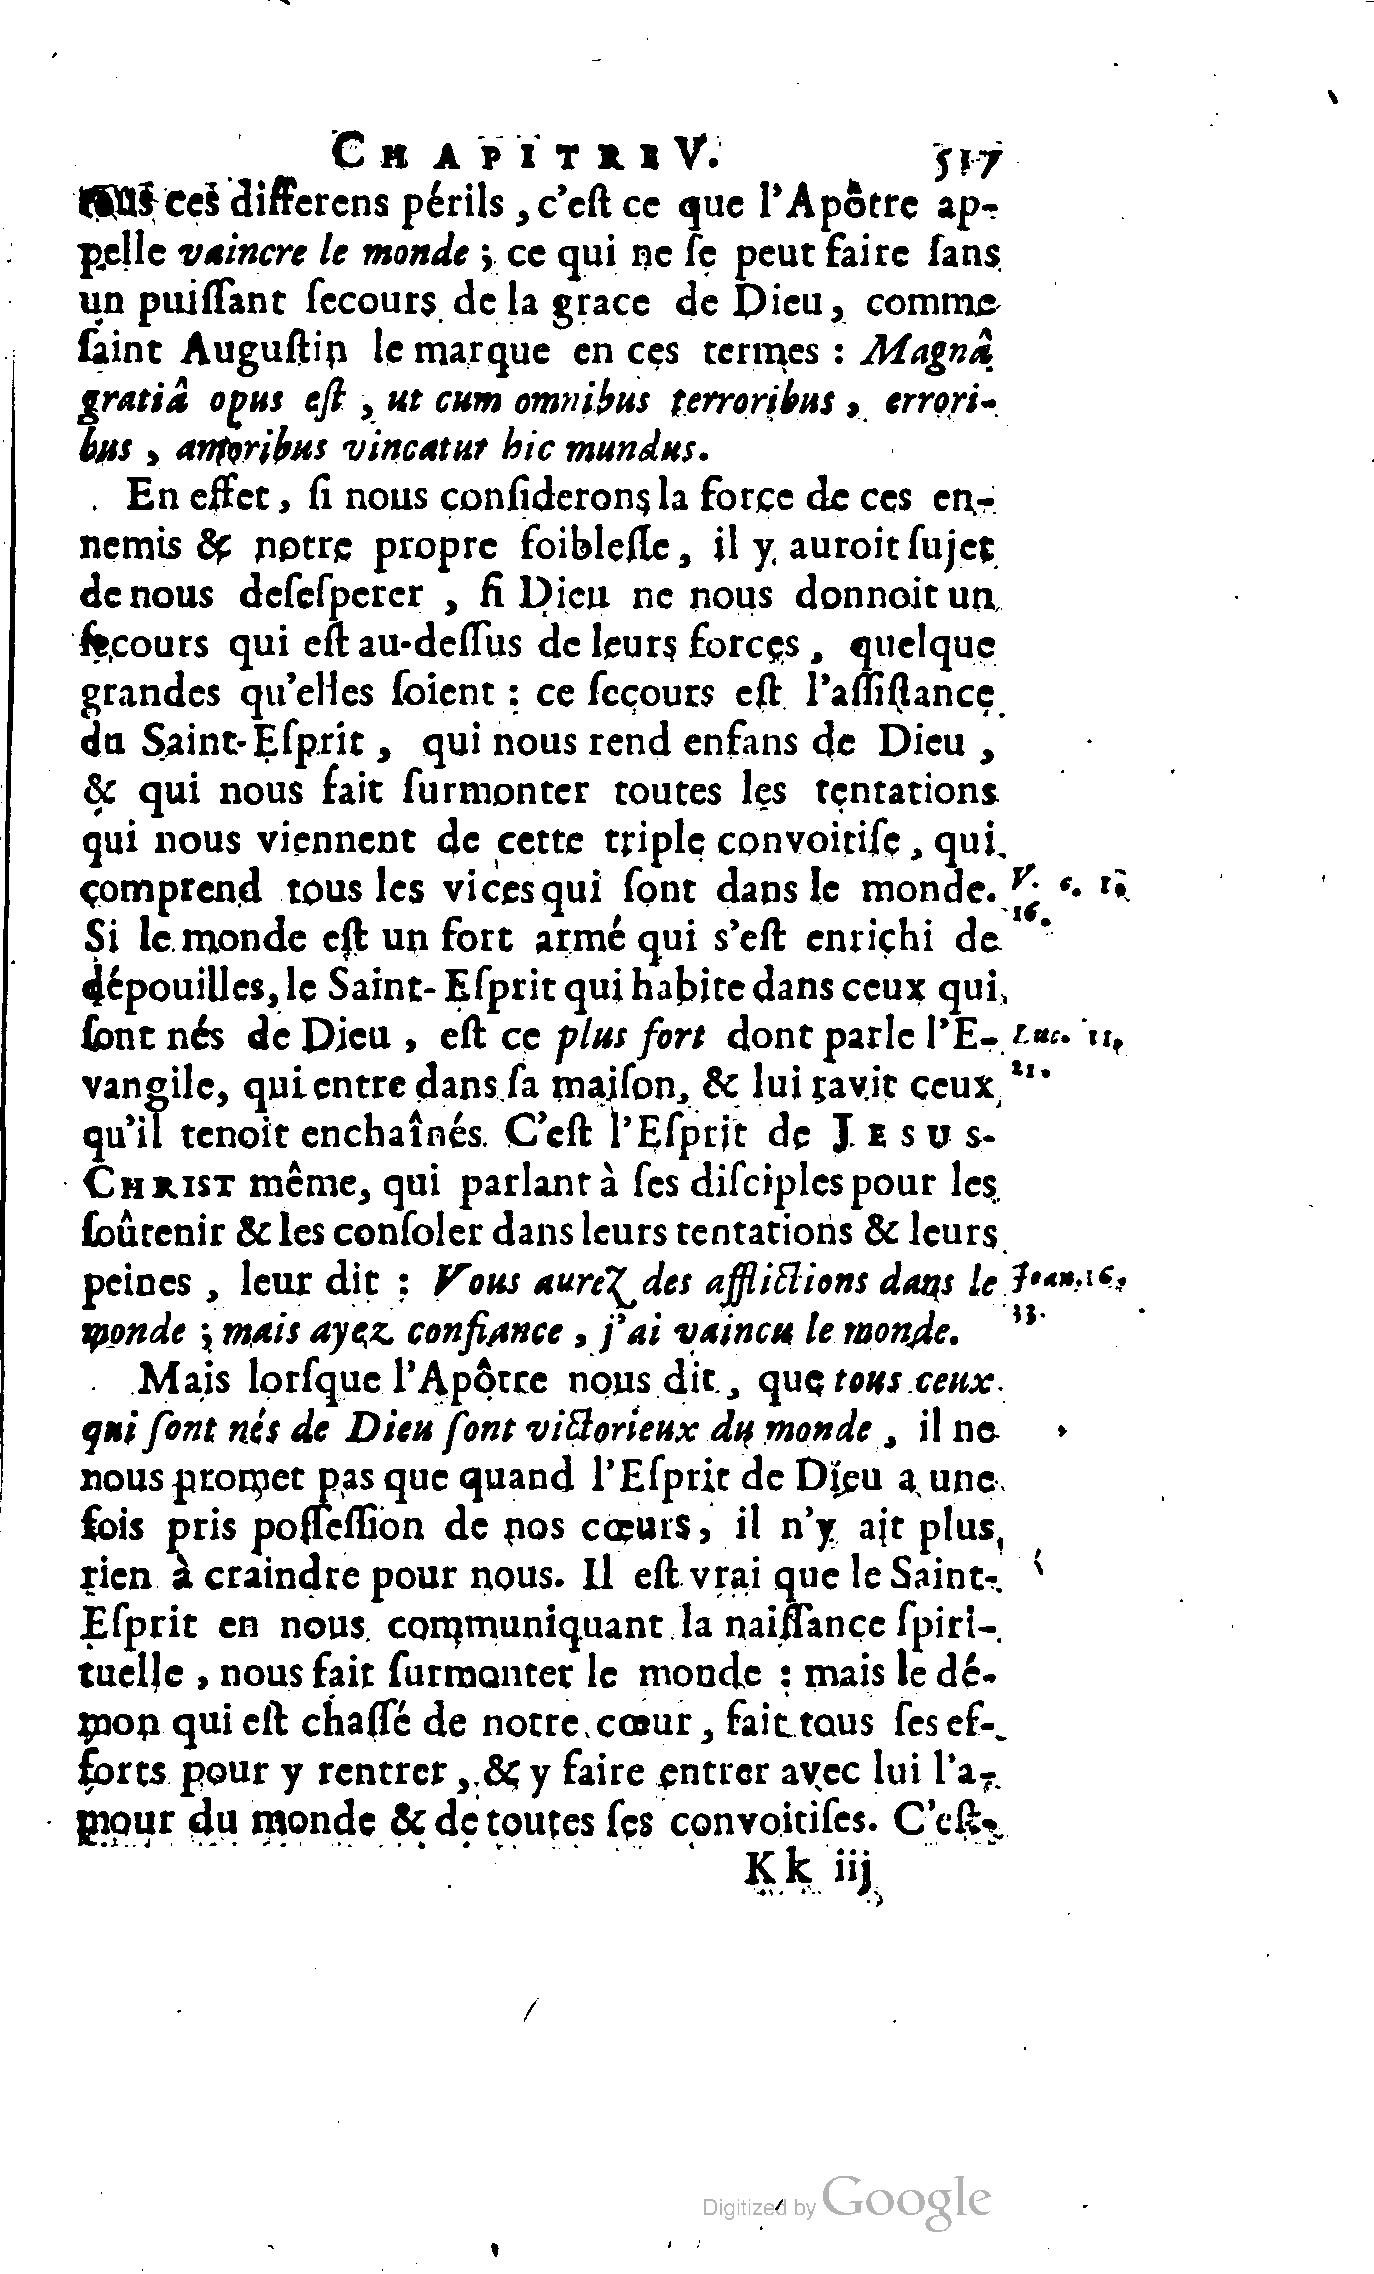 CHAPITRE V. 517
tous ces differens périls, c'eſt ce que l'Apôtre ap-
pelle vaincre le monde ; ce qui ne ſe peut faire ſans
un puiſſant ſecours de la grace de Dieu, comme
ſaint Auguſtin le marque en ces termes : Magnâ
gratiâ opus eſt, ut cum omnibus terroribus, errori-
bus, amoribus vincatur hic mundus.
En effet, ſi nous conſiderons la force de ces en-
nemis & notre propre foibleſſe, il y auroit ſujet
de nous deſeſperer, ſi Dieu ne nous donnoit un
ſecours qui eſt au-deſſus de leurs forces, quelque
grandes qu'elles ſoient : ce ſecours eſt l'aſſiſtance
du Saint-Eſprit, qui nous rend enfans de Dieu,
& qui nous fait ſurmonter toutes les tentations
qui nous viennent de cette triple convoitiſe, qui
comprend tous les vices qui ſont dans le monde. V. c. 1.
16.
Si le monde eſt un fort armé qui s'eſt enrichi de
dépouilles, le Saint-Eſprit qui habite dans ceux qui
ſont nés de Dieu, eſt ce plus fort dont parle l'E- Luc. 11,
21.
vangile, qui entre dans ſa maiſon, & lui ravit ceux
qu'il tenoit enchaînés. C'eſt l'Eſprit de JESUS-
CHRIST même, qui parlant à ſes diſciples pour les
ſoûtenir & les conſoler dans leurs tentations & leurs
peines, leur dit : Vous aurez des afflictions dans le Joan. 16.
33.
monde ; mais ayez confiance, j'ai vaincu le monde.
Mais lorſque l'Apôtre nous dit, que tous ceux
qui ſont nés de Dieu ſont victorieux du monde, il ne
nous promet pas que quand l'Eſprit de Dieu a une
fois pris poſſeſſion de nos cœurs, il n'y ait plus
rien à craindre pour nous. Il eſt vrai que le Saint-
Eſprit en nous communiquant la naiſſance ſpiri-
tuelle, nous fait ſurmonter le monde : mais le dé-
mon qui eſt chaſſé de notre cœur, fait tous ſes ef-
forts pour y rentrer, & y faire entrer avec lui l'a-
mour du monde & de toutes ſes convoitiſes. C'eſt-
Kk iij
Digitized by Google